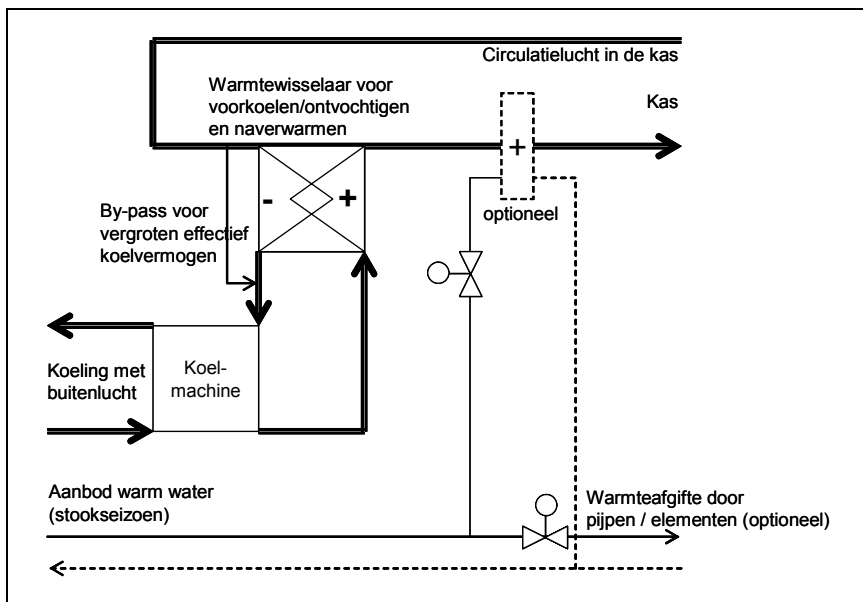 Circulatielucht in de kas
Warmtewisselaar voor
voorkoelen/ontvochtigen
en naverwarmen
Kas
+
- +
optioneel
By-pass voor
vergroten effectief
koelvermogen
Koeling met
buitenlucht
Koel-
machine
Aanbod warm water
(stookseizoen)
Warmteafgifte door
pijpen / elementen (optioneel)